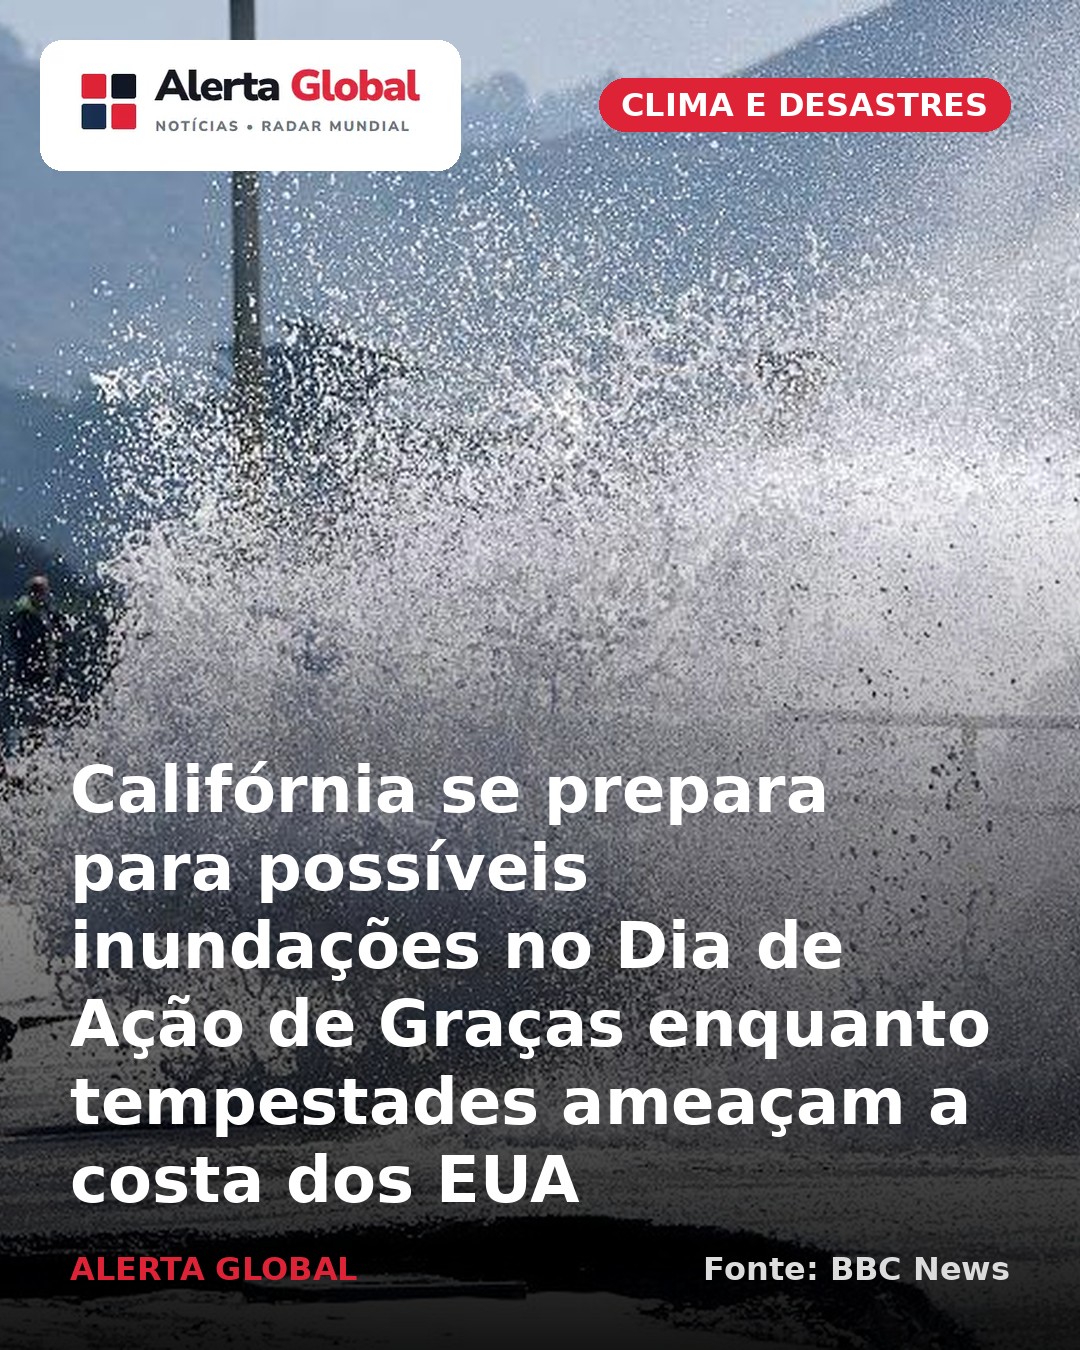 Alerta Global
NOTÍCIAS • RADAR MUNDIAL
CLIMA E DESASTRES
Califórnia se prepara
para possíveis
inundações no Dia de
Ação de Graças enquanto
tempestades ameaçam a
costa dos EUA
ALERTA GLOBAL
Fonte: BBC News